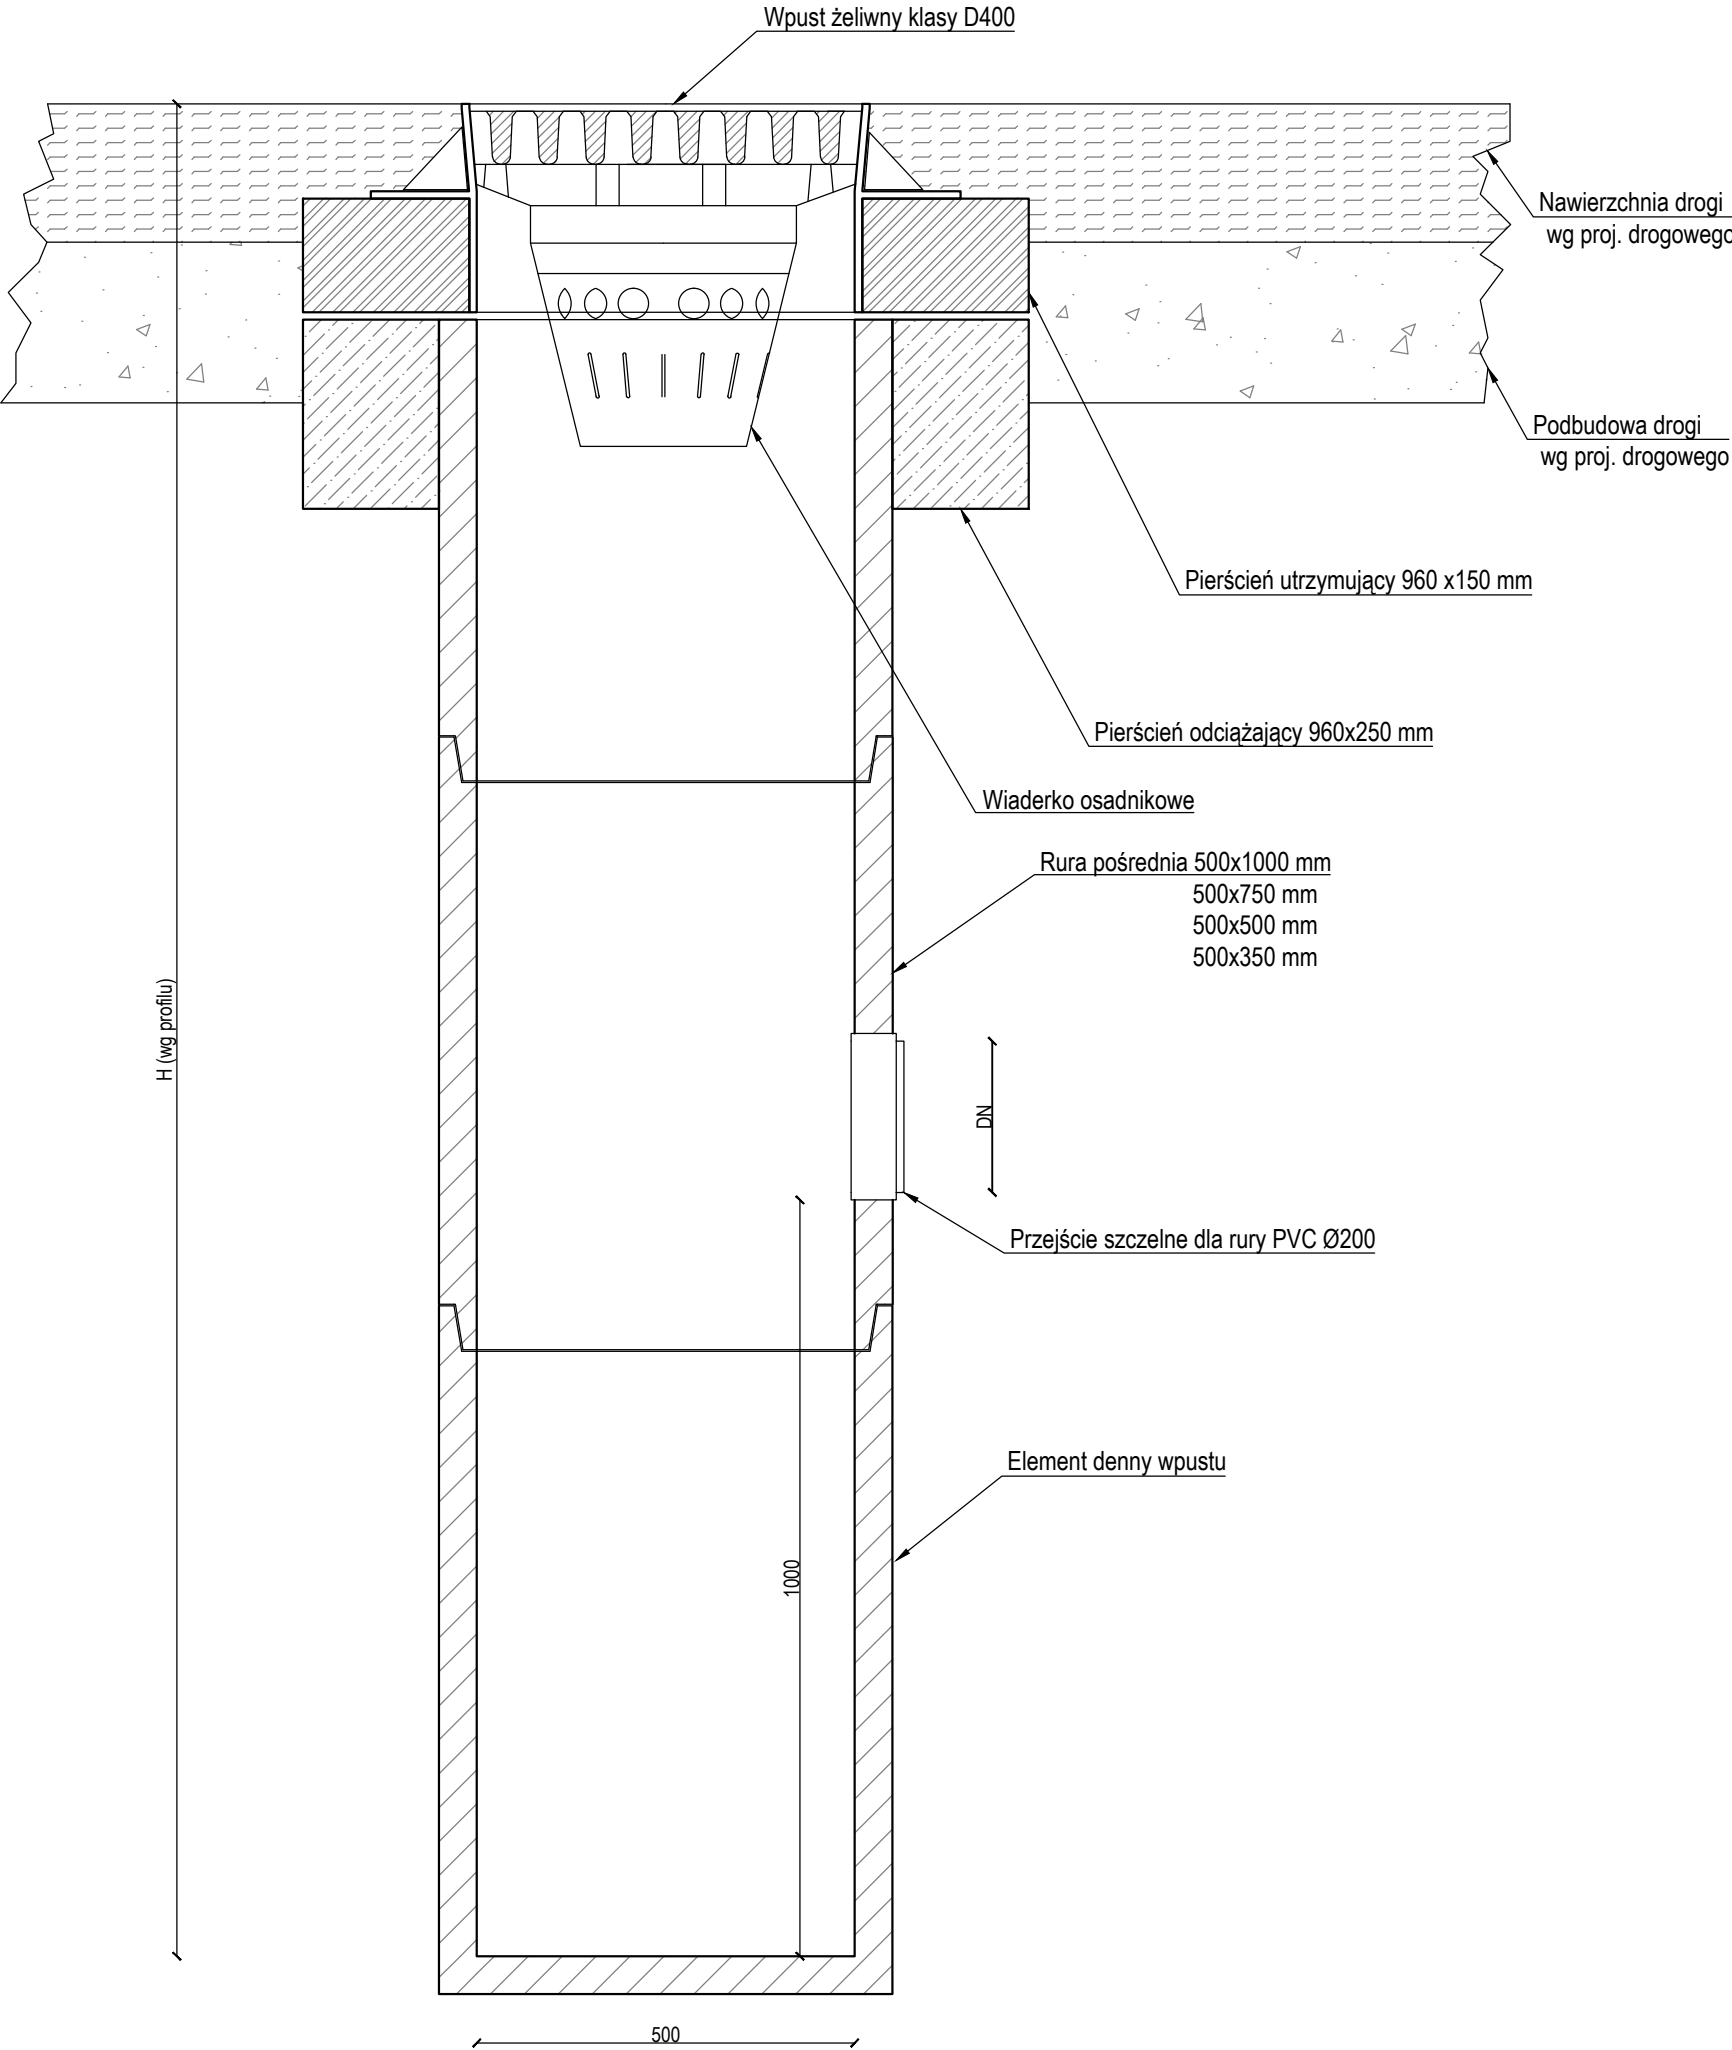 Wpust żeliwny klasy D400
Nawierzchnia drogi
wg proj. drogowego
Podbudowa drogi
wg proj. drogowego
Pierścień utrzymujący 960 x150 mm
Pierścień odciążający 960x250 mm
Wiaderko osadnikowe
Rura pośrednia 500x1000 mm
500x750 mm
500x500 mm
500x350 mm
H (wg profilu)
DN
Przejście szczelne dla rury PVC Ø200
Element denny wpustu
1000
500